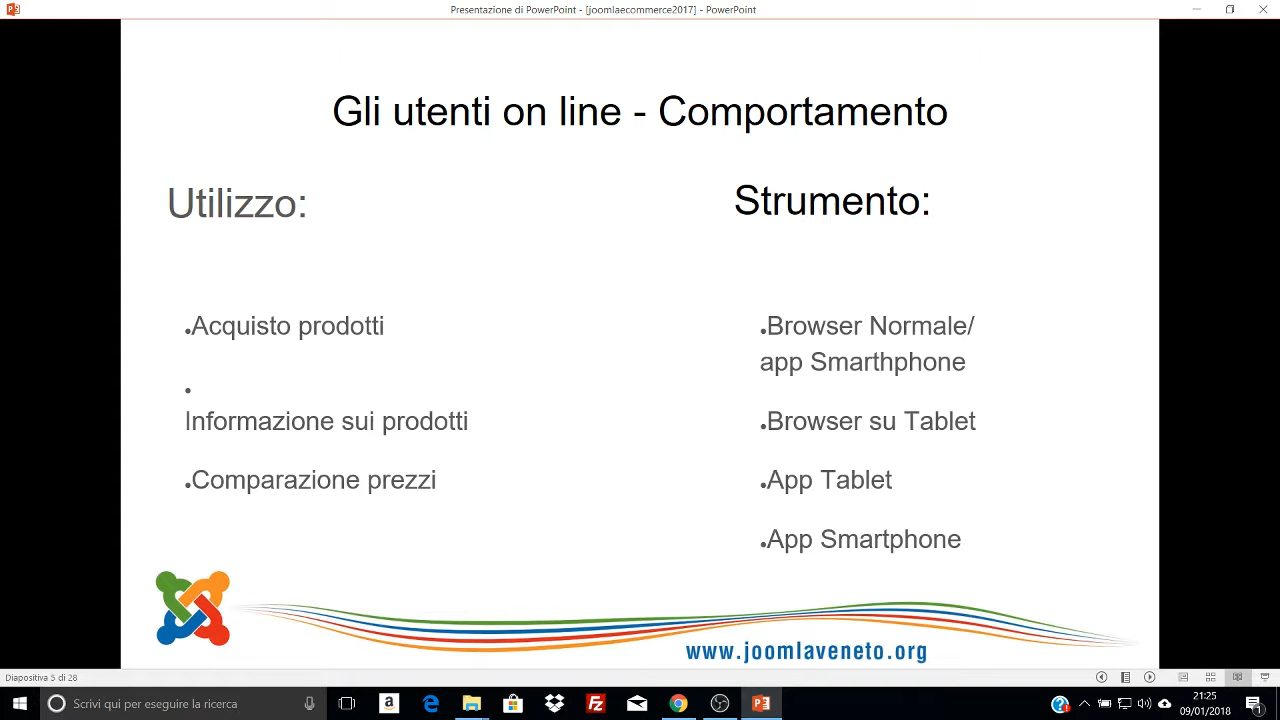 Presentazione di PowerPoint - [joomlaecommerce2017] - PowerPoint
Gli utenti on line - Comportamento
Utilizzo:
•Acquisto prodotti
•
Informazione sui prodotti
•Comparazione prezzi
Strumento:
•Browser Normale/
app Smarthphone
•Browser su Tablet
•App Tablet
•App Smartphone
www.joomlaveneto.org
Diapositiva 5 di 28
Scrivi qui per eseguire la ricerca
21:25
09/01/2018